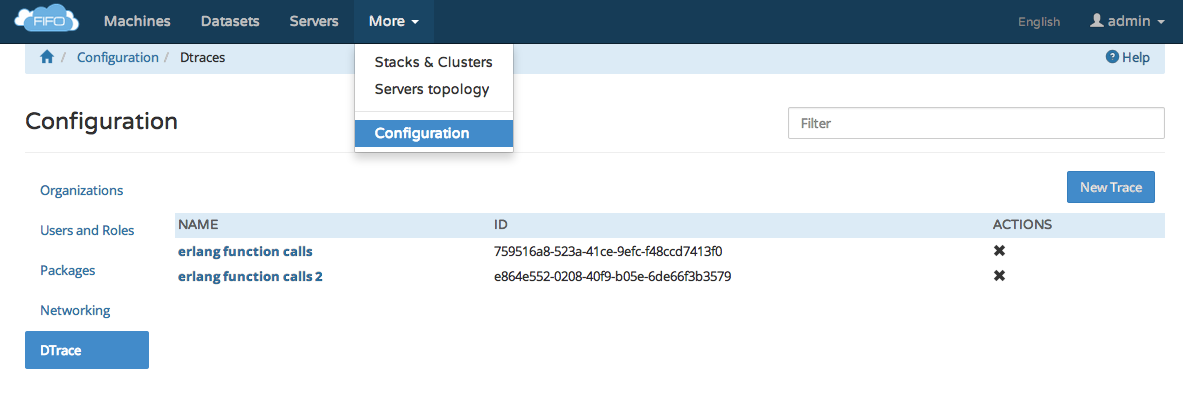 FIFO Machines Datasets Servers More English admin
Configuration / Dtraces Help
Stacks & Clusters
Servers topology
Configuration
Configuration
Filter
Organizations
Users and Roles
Packages
Networking
DTrace
New Trace
NAME ID ACTIONS
erlang function calls 759516a8-523a-41ce-9efc-f48ccd7413f0
erlang function calls 2 e864e552-0208-40f9-b05e-6de66f3b3579